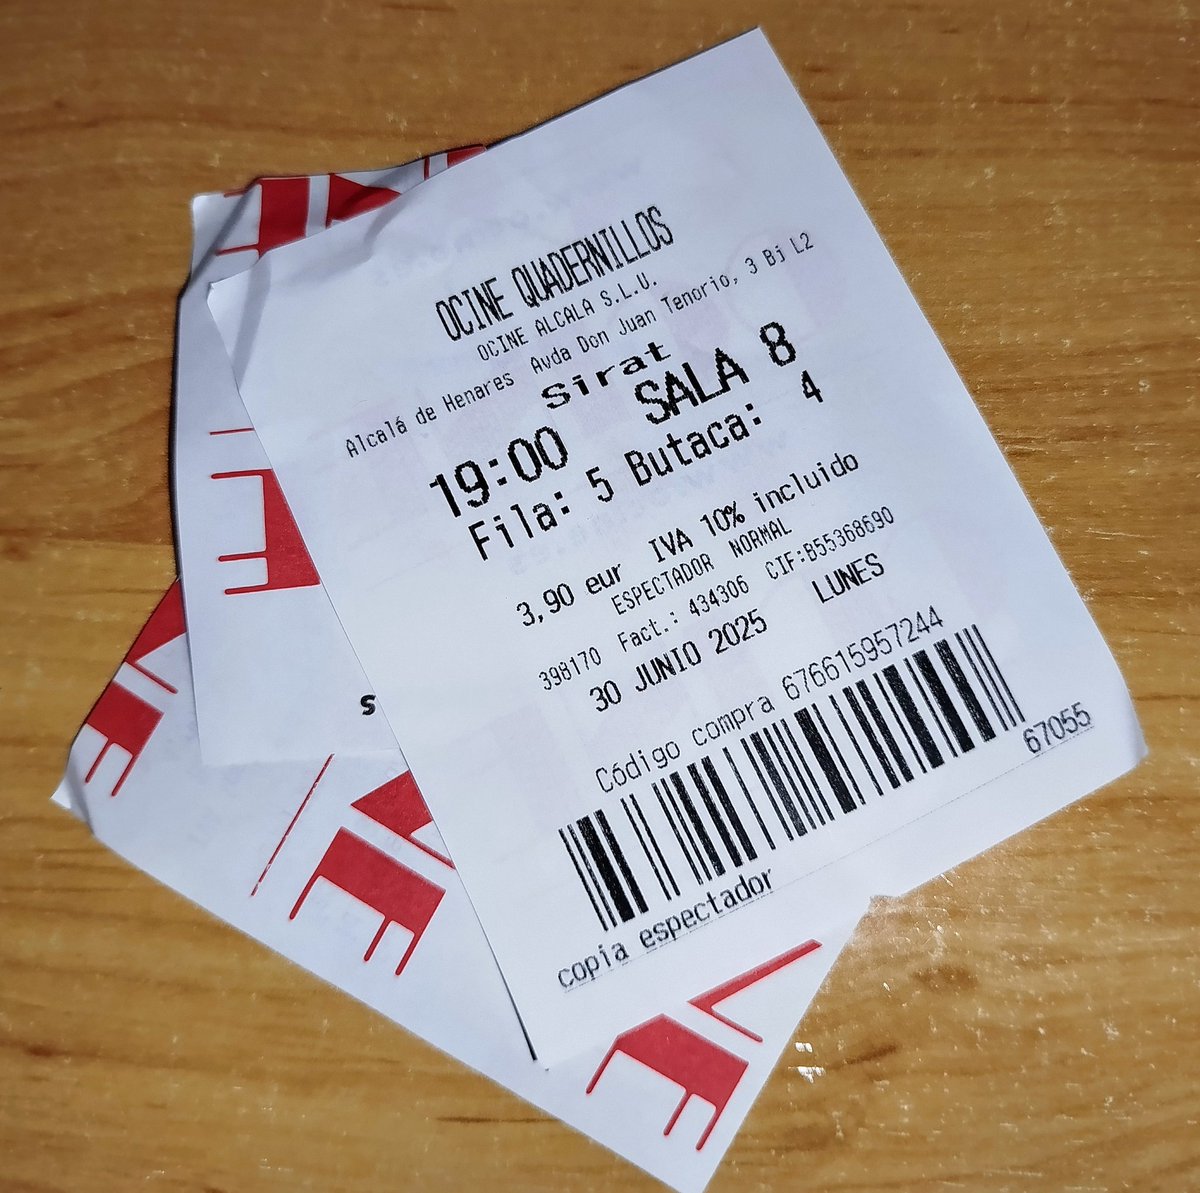 OCINE QUADERNILLOS
OCINE ALCALA S.L.U.
Alcalá de Henares Avda Don Juan Tenorio, 3 Bj L2
Sirat
19:00 SALA 8
Fila: 5 Butaca: 4
3,90 eur IVA 10% incluido
ESPECTADOR NORMAL
398170 Fact.: 434306 CIF:B55368690
30 JUNIO 2025 LUNES
Código compra 676615957244
67055
copia espectador